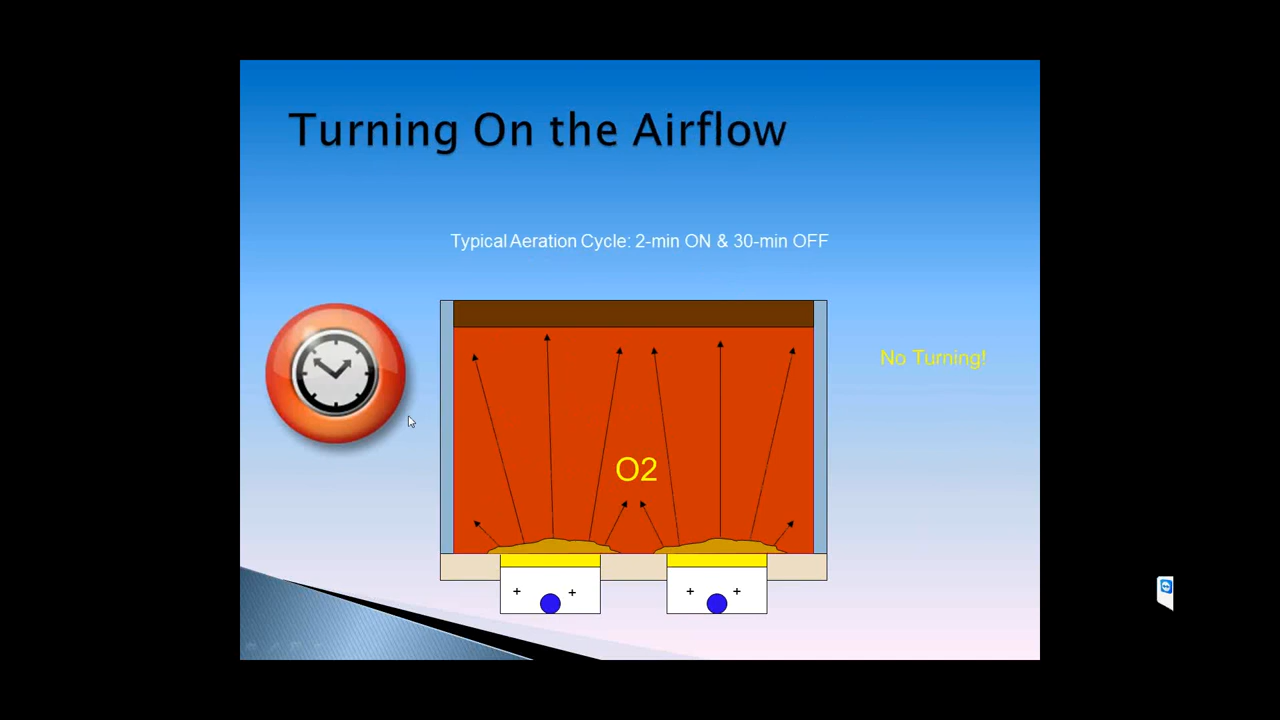 Turning On the Airflow
Typical Aeration Cycle: 2-min ON & 30-min OFF
No Turning!
O2
+ + + +